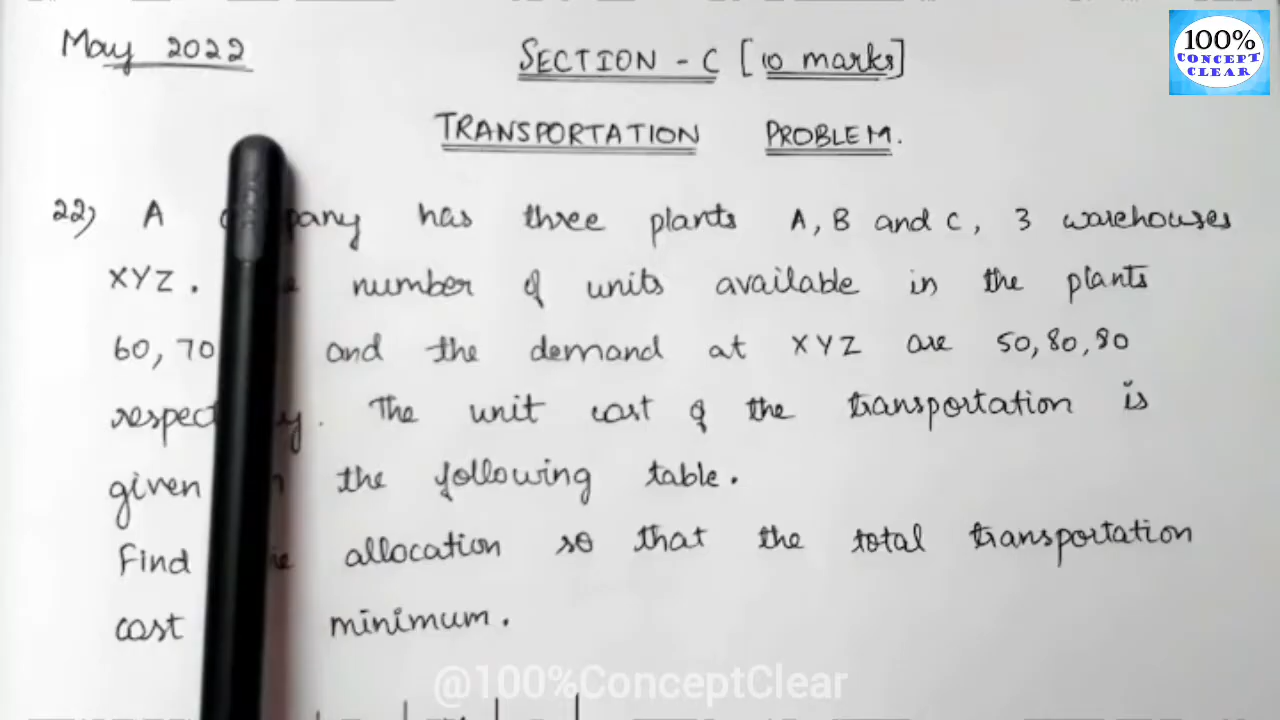 May 2022
SECTION - C [10 marks]
100%
CONCEPT
CLEAR
TRANSPORTATION PROBLEM.
22) A has three plants A, B and C, 3 warehouses
XYZ. number of units available in the plants
60, 70 and the demand at XYZ are 50, 80, 80
The unit cost of the transportation is
given the following table.
Find allocation so that the total transportation
cost minimum.
@100%ConceptClear